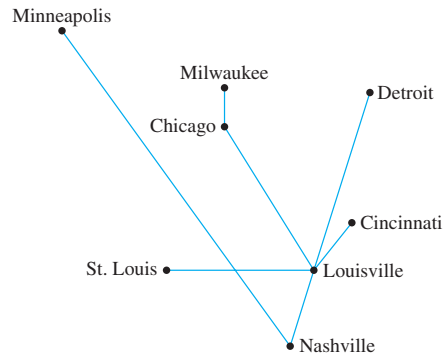 Minneapolis
Milwaukee
Detroit
Chicago
Cincinnati
St. Louis
Louisville
Nashville